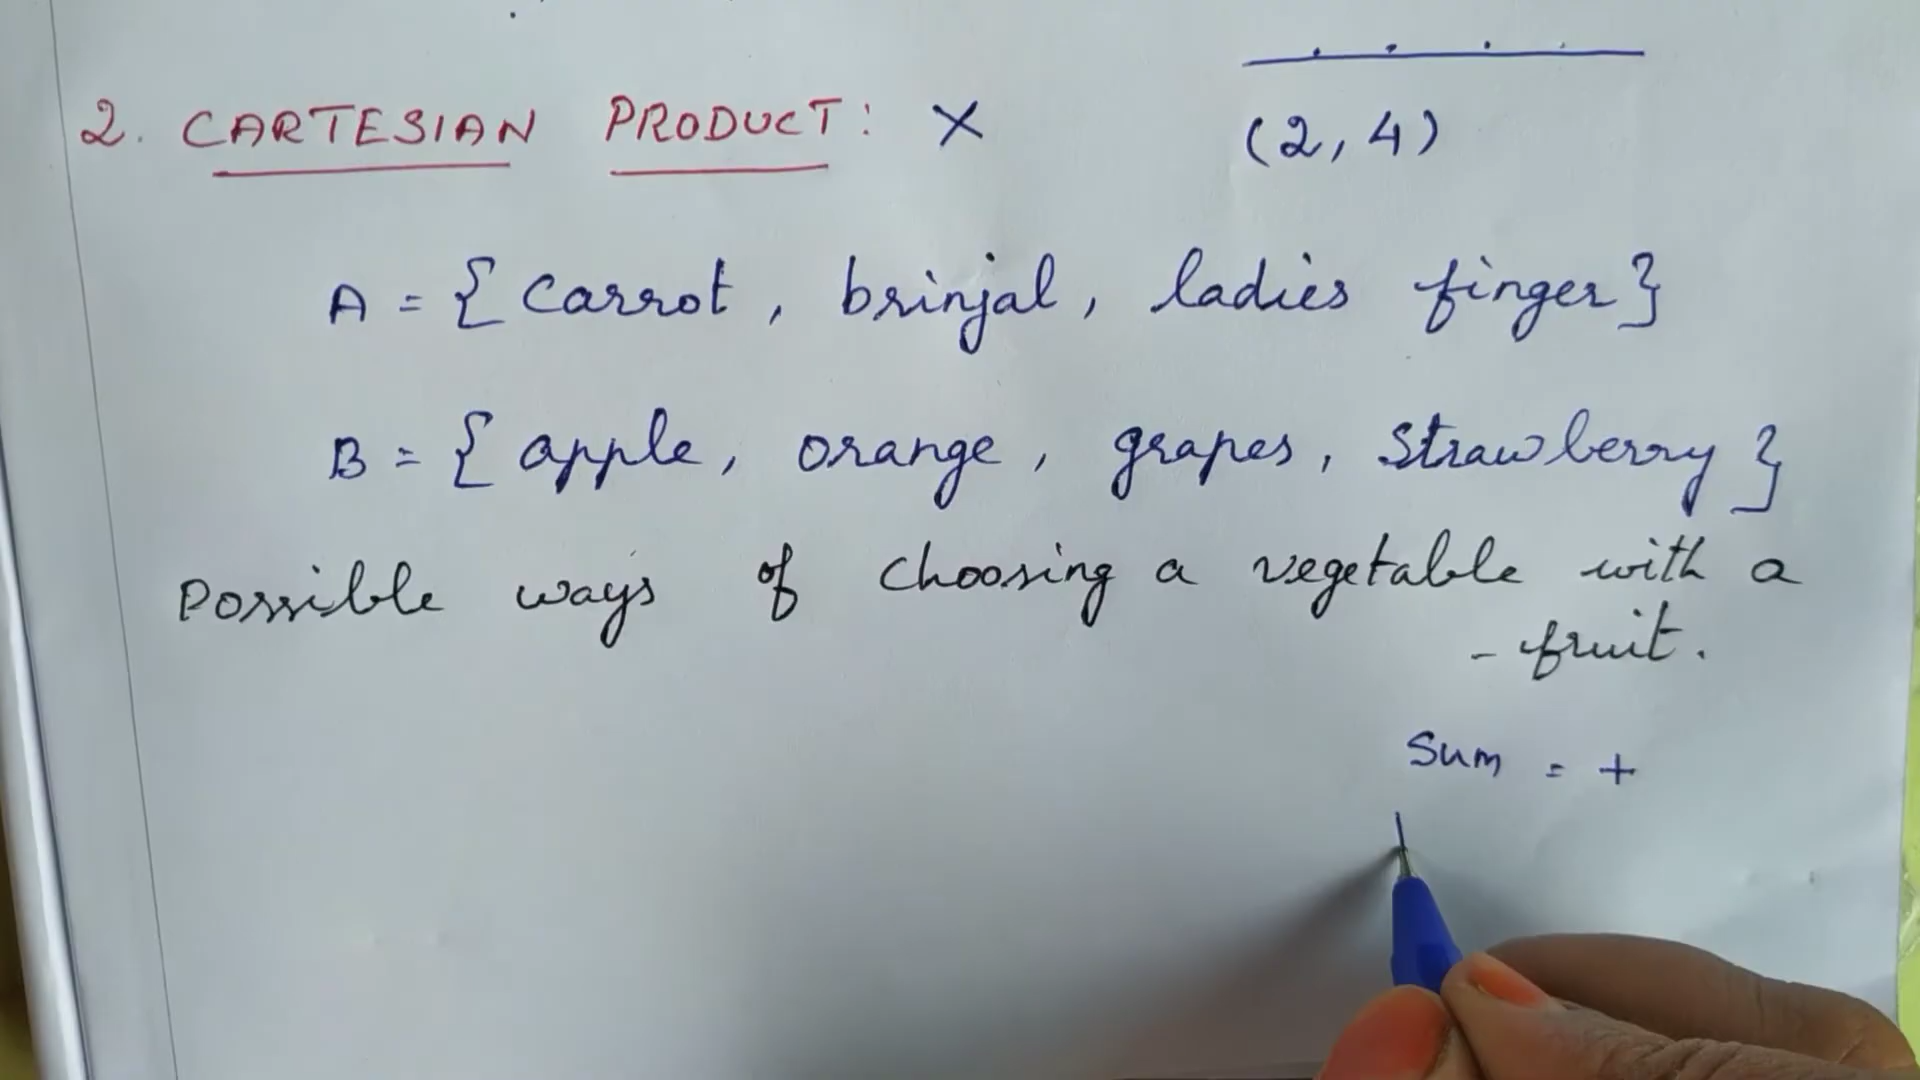 2. CARTESIAN PRODUCT: X
(2, 4)
A = { Carrot, brinjal, ladies finger}
B = { apple, orange, grapes, Strawberry }
Possible ways of choosing a vegetable with a
- fruit.
Sum = +